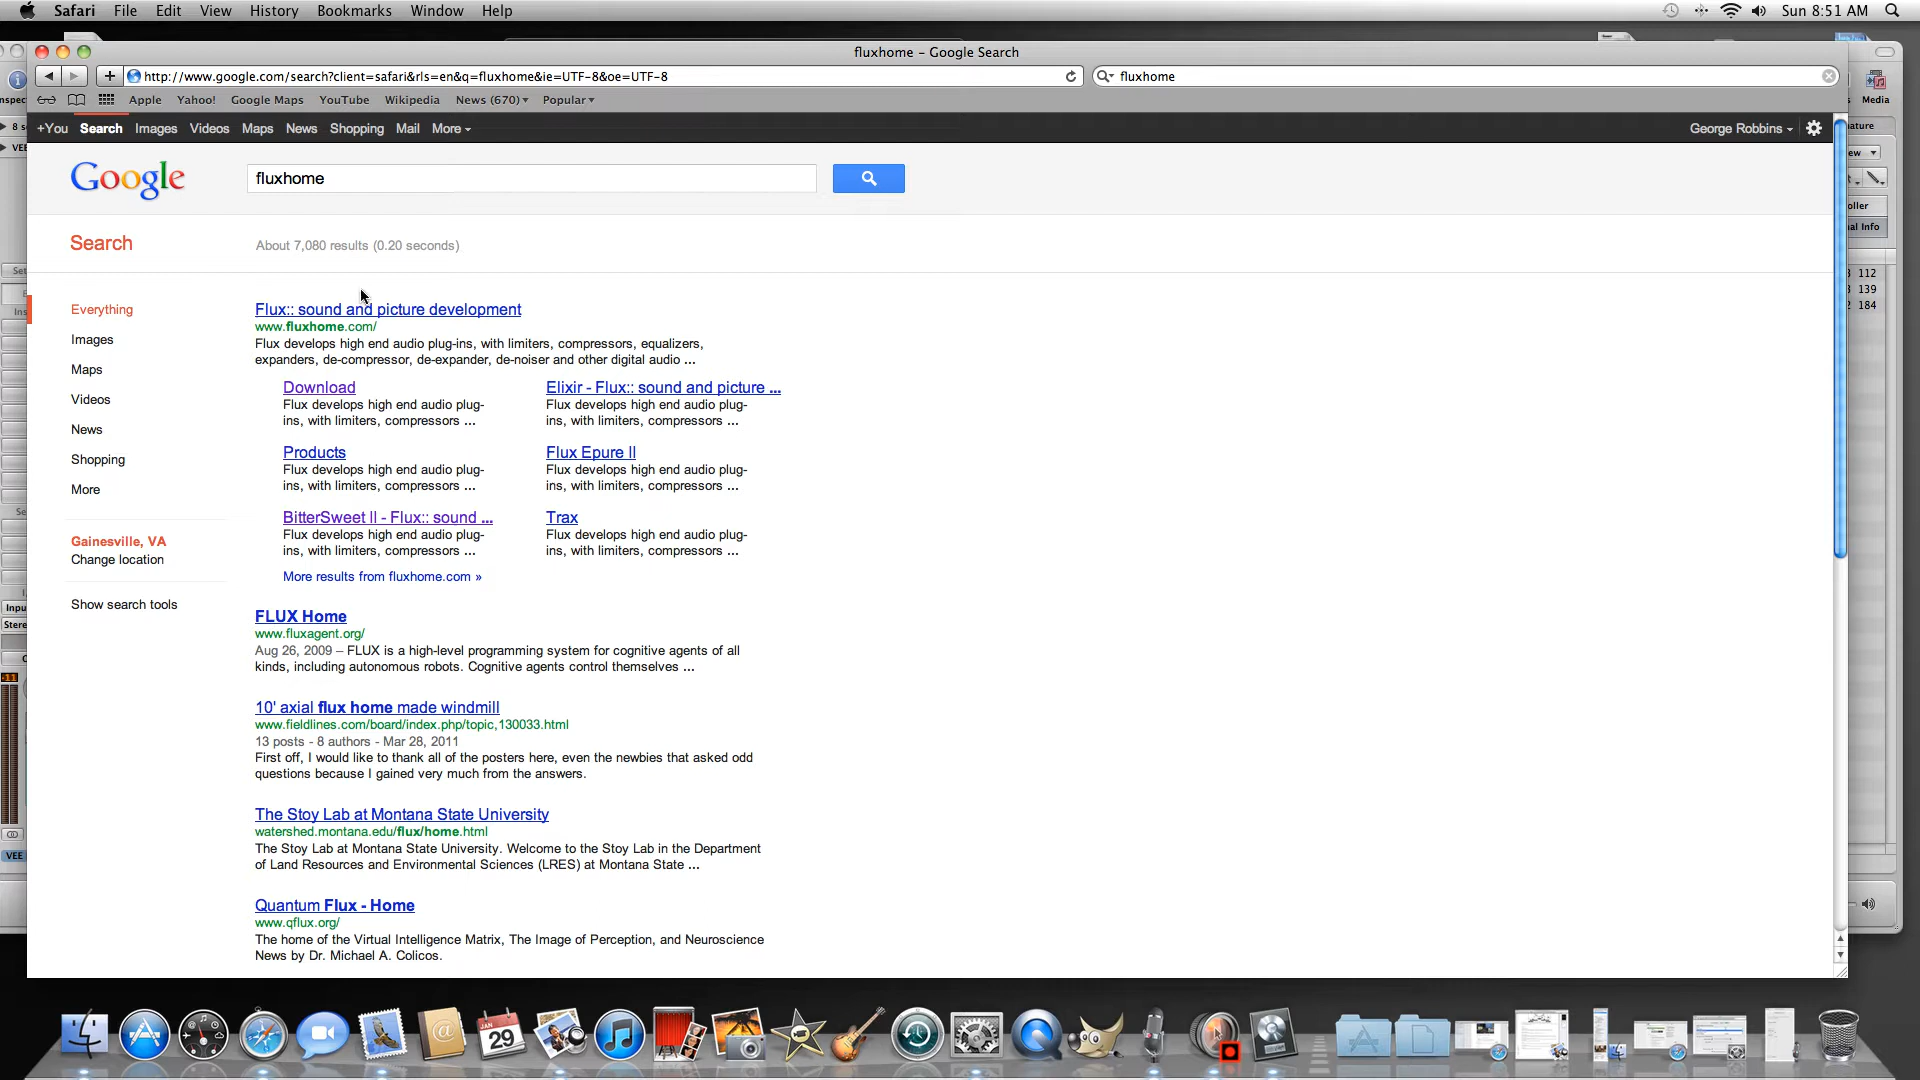 Safari File Edit View History Bookmarks Window Help
Sun 8:51 AM
fluxhome – Google Search
http://www.google.com/search?client=safari&rls=en&q=fluxhome&ie=UTF-8&oe=UTF-8
fluxhome
Apple Yahoo! Google Maps YouTube Wikipedia News (670) Popular
Media
+You Search Images Videos Maps News Shopping Mail More
George Robbins
Google
fluxhome
Search
About 7,080 results (0.20 seconds)
Everything
Images
Maps
Videos
News
Shopping
More
Gainesville, VA
Change location
Show search tools
Flux:: sound and picture development
www.fluxhome.com/
Flux develops high end audio plug-ins, with limiters, compressors, equalizers,
expanders, de-compressor, de-expander, de-noiser and other digital audio ...
Download
Flux develops high end audio plug-
ins, with limiters, compressors ...
Elixir - Flux:: sound and picture ...
Flux develops high end audio plug-
ins, with limiters, compressors ...
Products
Flux develops high end audio plug-
ins, with limiters, compressors ...
Flux Epure II
Flux develops high end audio plug-
ins, with limiters, compressors ...
BitterSweet II - Flux:: sound ...
Flux develops high end audio plug-
ins, with limiters, compressors ...
Trax
Flux develops high end audio plug-
ins, with limiters, compressors ...
More results from fluxhome.com »
FLUX Home
www.fluxagent.org/
Aug 26, 2009 – FLUX is a high-level programming system for cognitive agents of all
kinds, including autonomous robots. Cognitive agents control themselves ...
10' axial flux home made windmill
www.fieldlines.com/board/index.php/topic,130033.html
13 posts - 8 authors - Mar 28, 2011
First off, I would like to thank all of the posters here, even the newbies that asked odd
questions because I gained very much from the answers.
The Stoy Lab at Montana State University
watershed.montana.edu/flux/home.html
The Stoy Lab at Montana State University. Welcome to the Stoy Lab in the Department
of Land Resources and Environmental Sciences (LRES) at Montana State ...
Quantum Flux - Home
www.qflux.org/
The home of the Virtual Intelligence Matrix, The Image of Perception, and Neuroscience
News by Dr. Michael A. Colicos.
112
139
184
-11
VEE
JAN
29